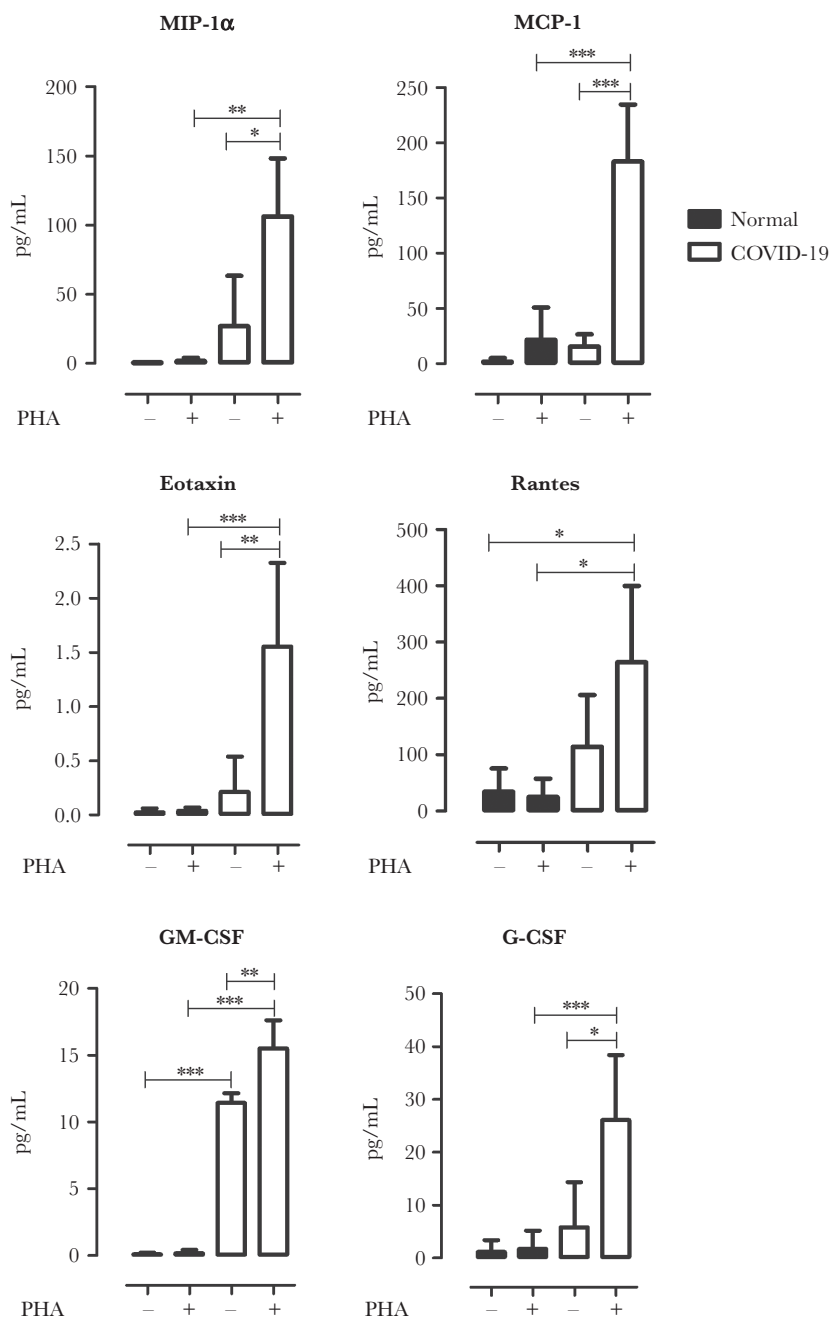 MIP-1α
200
150
100
50
0
pg/mL
**
*
PHA – + – +
MCP-1
250
200
150
100
50
0
pg/mL
***
***
PHA – + – +
Normal
COVID-19
Eotaxin
2.5
2.0
1.5
1.0
0.5
0.0
pg/mL
***
**
PHA – + – +
Rantes
500
400
300
200
100
0
pg/mL
*
*
PHA – + – +
GM-CSF
20
15
10
5
0
pg/mL
**
***
***
PHA – + – +
G-CSF
50
40
30
20
10
0
pg/mL
***
*
PHA – + – +